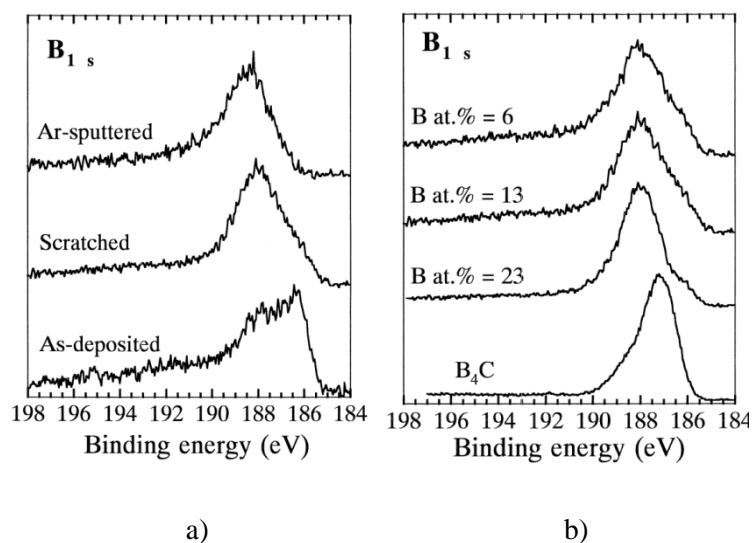 B1 s
Ar-sputtered
Scratched
As-deposited
198 196 194 192 190 188 186 184
Binding energy (eV)
a)
B1 s
B at.% = 6
B at.% = 13
B at.% = 23
B4C
198 196 194 192 190 188 186 184
Binding energy (eV)
b)